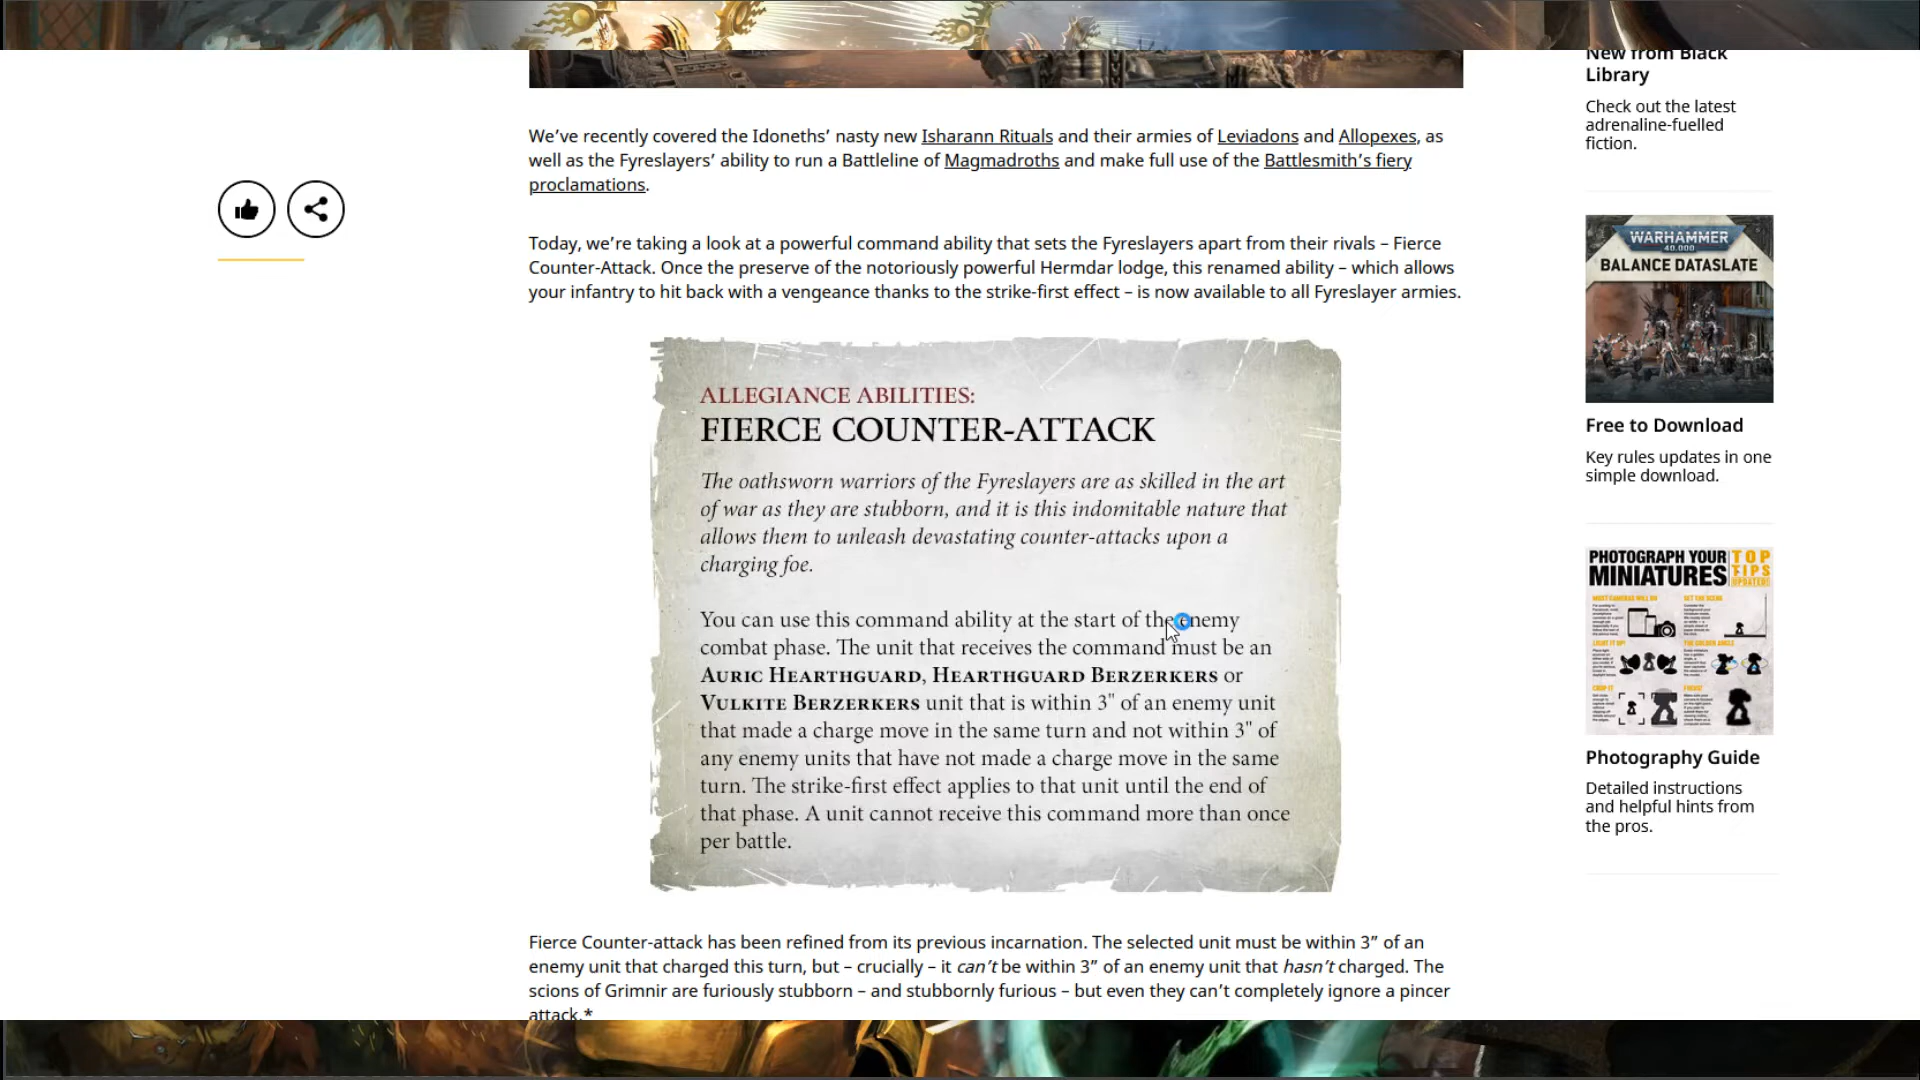 We've recently covered the Idoneths' nasty new Isharann Rituals and their armies of Leviadons and Allopexes, as
well as the Fyreslayers' ability to run a Battleline of Magmadroths and make full use of the Battlesmith's fiery
proclamations.
Today, we're taking a look at a powerful command ability that sets the Fyreslayers apart from their rivals – Fierce
Counter-Attack. Once the preserve of the notoriously powerful Hermdar lodge, this renamed ability – which allows
your infantry to hit back with a vengeance thanks to the strike-first effect – is now available to all Fyreslayer armies.
ALLEGIANCE ABILITIES:
FIERCE COUNTER-ATTACK
The oathsworn warriors of the Fyreslayers are as skilled in the art
of war as they are stubborn, and it is this indomitable nature that
allows them to unleash devastating counter-attacks upon a
charging foe.
You can use this command ability at the start of the enemy
combat phase. The unit that receives the command must be an
AURIC HEARTHGUARD, HEARTHGUARD BERZERKERS or
VULKITE BERZERKERS unit that is within 3" of an enemy unit
that made a charge move in the same turn and not within 3" of
any enemy units that have not made a charge move in the same
turn. The strike-first effect applies to that unit until the end of
that phase. A unit cannot receive this command more than once
per battle.
Fierce Counter-attack has been refined from its previous incarnation. The selected unit must be within 3” of an
enemy unit that charged this turn, but – crucially – it can't be within 3” of an enemy unit that hasn't charged. The
scions of Grimnir are furiously stubborn – and stubbornly furious – but even they can't completely ignore a pincer
attack.*
New from Black
Library
Check out the latest
adrenaline-fuelled
fiction.
WARHAMMER
40,000
BALANCE DATASLATE
Free to Download
Key rules updates in one
simple download.
PHOTOGRAPH YOUR
MINIATURES
TOP
TIPS
UPDATED!
Photography Guide
Detailed instructions
and helpful hints from
the pros.